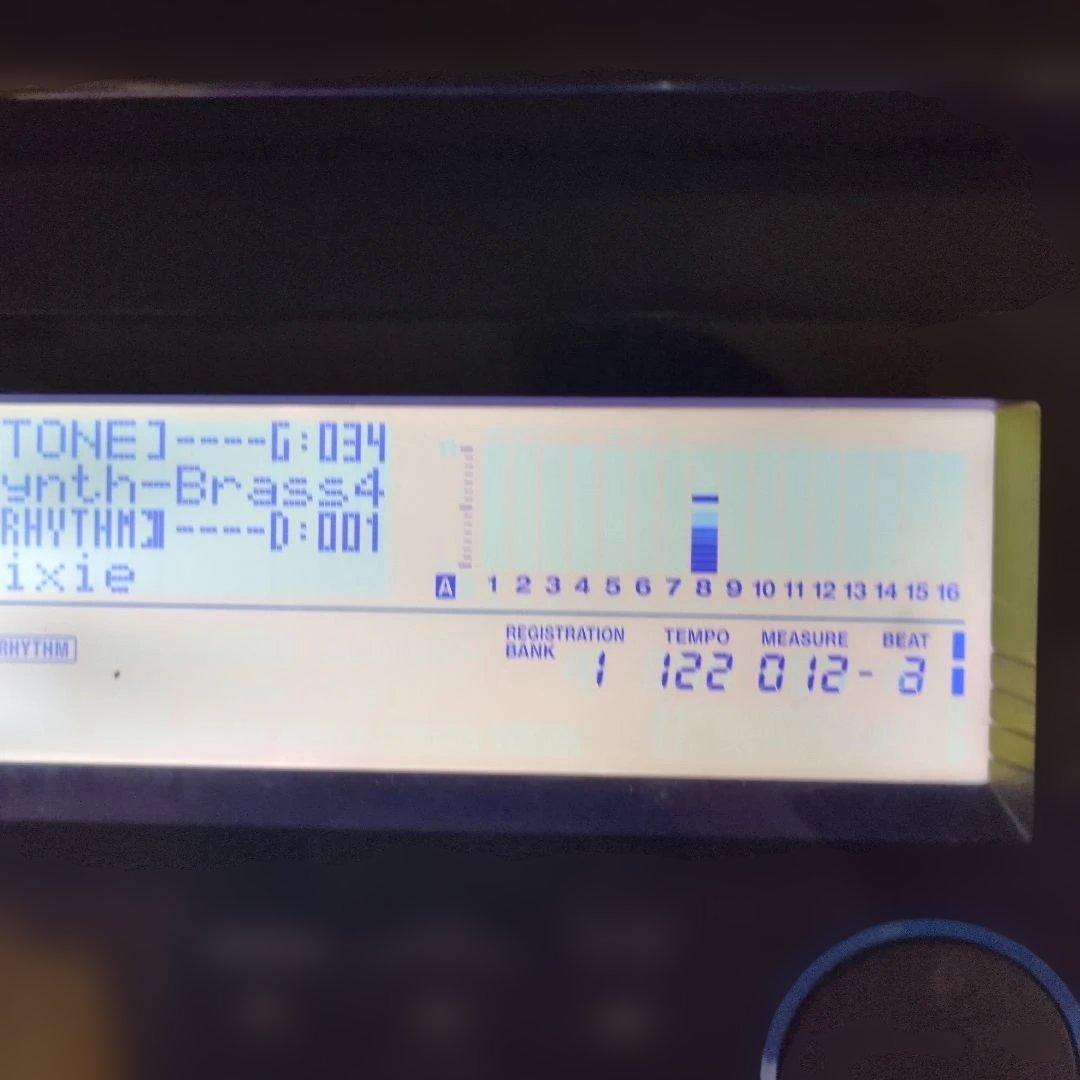 TONE]----G:034
ynth-Brass4
RHYTHM]----D:001
ixie
A 1 2 3 4 5 6 7 8 9 10 11 12 13 14 15 16
RHYTHM
REGISTRATION BANK 1
TEMPO 122
MEASURE 012-
BEAT